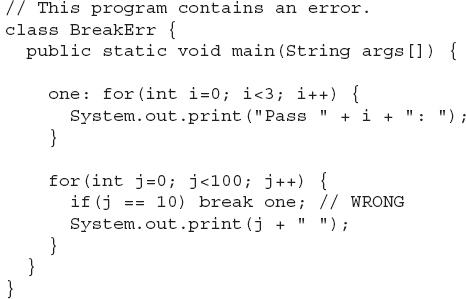 // This program contains an error.
class BreakErr {
  public static void main(String args[]) {

    one: for(int i=0; i<3; i++) {
      System.out.print("Pass " + i + ": ");
    }

    for(int j=0; j<100; j++) {
      if(j == 10) break one; // WRONG
      System.out.print(j + " ");
    }
  }
}